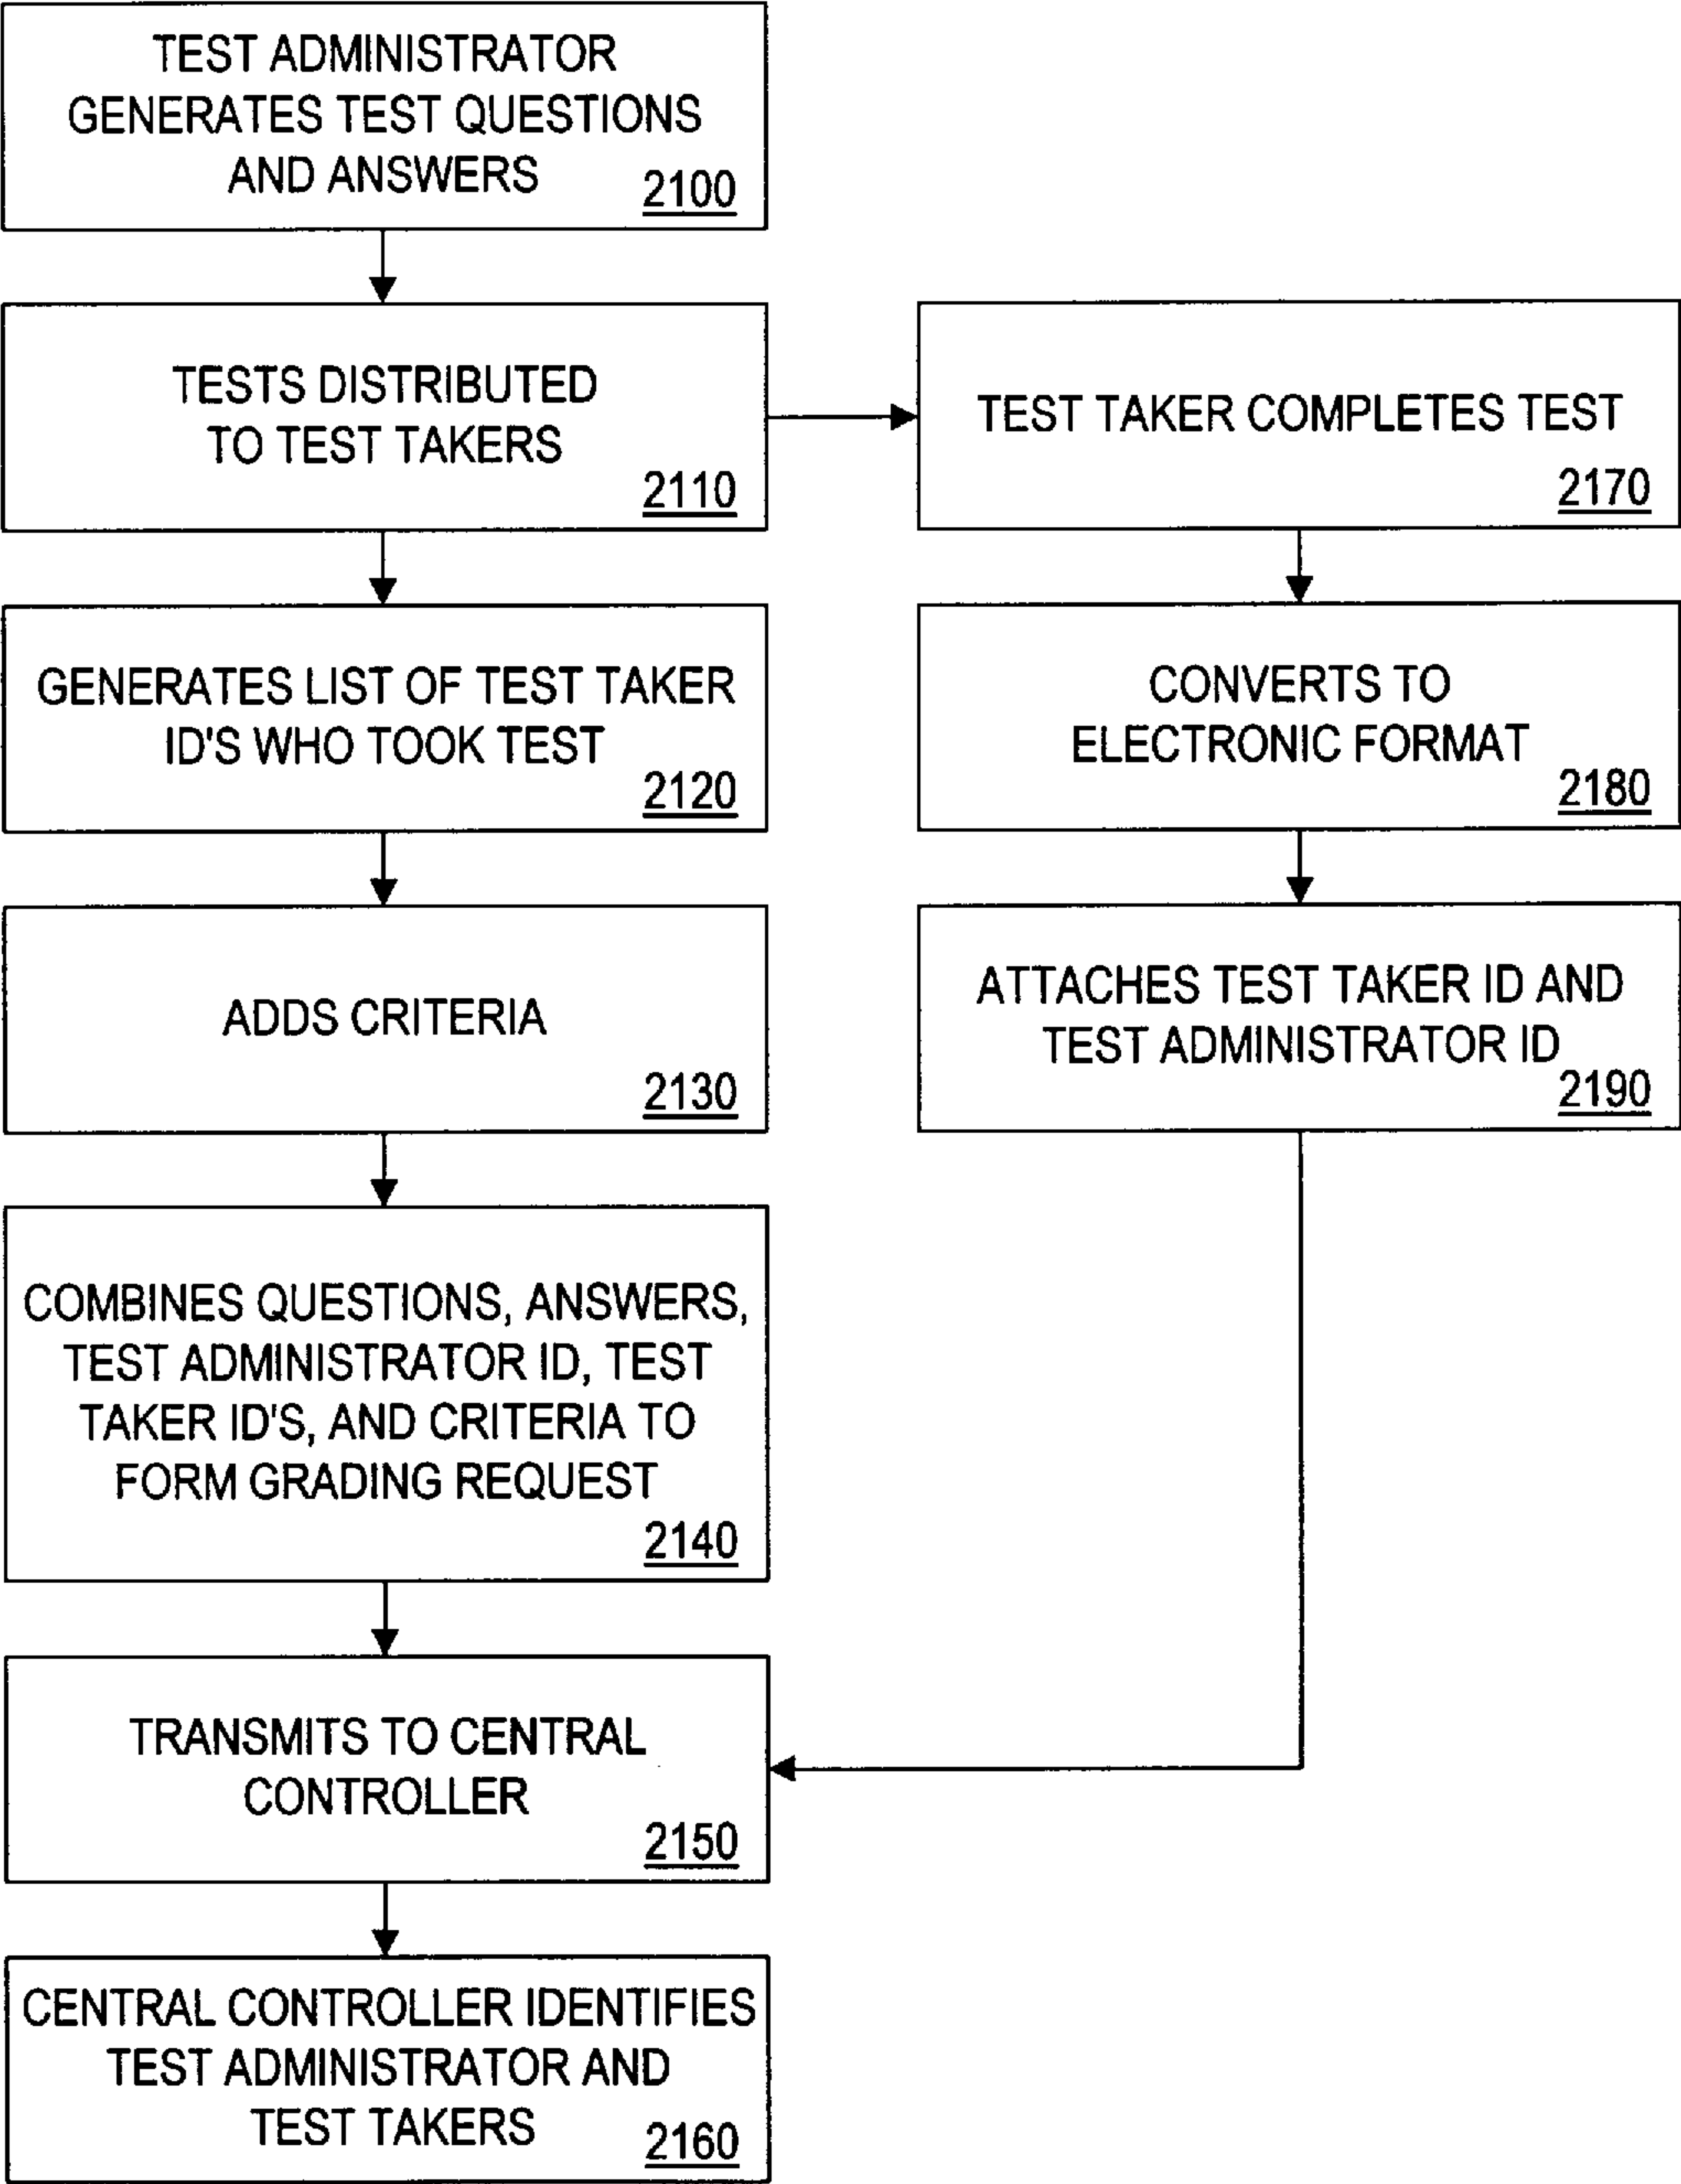 TEST ADMINISTRATOR
GENERATES TEST QUESTIONS
AND ANSWERS
2100
TESTS DISTRIBUTED
TO TEST TAKERS
2110
TEST TAKER COMPLETES TEST
2170
GENERATES LIST OF TEST TAKER
ID'S WHO TOOK TEST
2120
CONVERTS TO
ELECTRONIC FORMAT
2180
ADDS CRITERIA
2130
ATTACHES TEST TAKER ID AND
TEST ADMINISTRATOR ID
2190
COMBINES QUESTIONS, ANSWERS,
TEST ADMINISTRATOR ID, TEST
TAKER ID'S, AND CRITERIA TO
FORM GRADING REQUEST
2140
TRANSMITS TO CENTRAL
CONTROLLER
2150
CENTRAL CONTROLLER IDENTIFIES
TEST ADMINISTRATOR AND
TEST TAKERS
2160